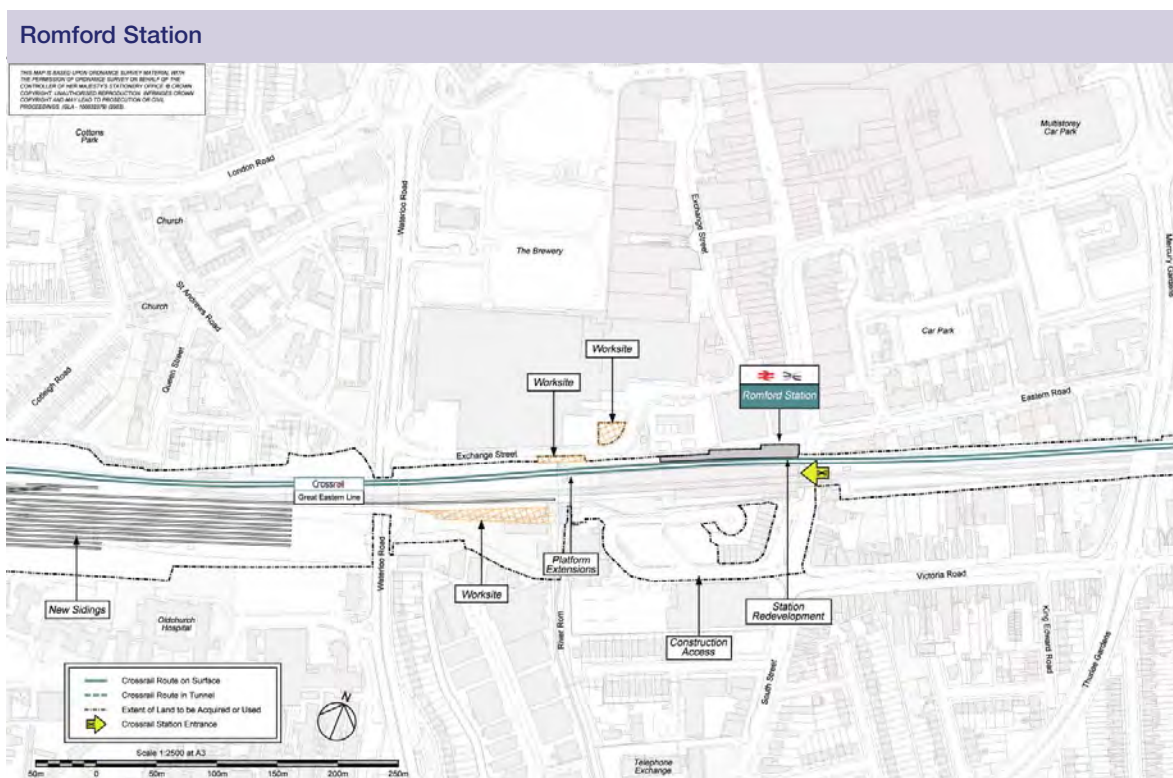 Romford Station
THIS MAP IS BASED UPON ORDNANCE SURVEY MATERIAL WITH
THE PERMISSION OF ORDNANCE SURVEY ON BEHALF OF THE
CONTROLLER OF HER MAJESTY'S STATIONERY OFFICE © CROWN
COPYRIGHT. UNAUTHORISED REPRODUCTION INFRINGES CROWN
COPYRIGHT AND MAY LEAD TO PROSECUTION OR CIVIL
PROCEEDINGS.
Cottons
Park
London Road
Church
Church
St Andrews Road
Queen Street
Cotleigh Road
Waterloo Road
The Brewery
Exchange Street
Multistorey
Car Park
Mercury Gardens
Car Park
Eastern Road
Worksite
Worksite
Romford Station
Exchange Street
Crossrail
Great Eastern Line
New Sidings
Oldchurch
Hospital
Waterloo Road
Worksite
Platform
Extensions
River Rom
Construction
Access
Station
Redevelopment
Victoria Road
South Street
King Edward Road
Thurloe Gardens
Telephone
Exchange
Crossrail Route on Surface
Crossrail Route in Tunnel
Extent of Land to be Acquired or Used
Crossrail Station Entrance
N
Scale 1:2500 at A3
50m 0 50m 100m 150m 200m 250m